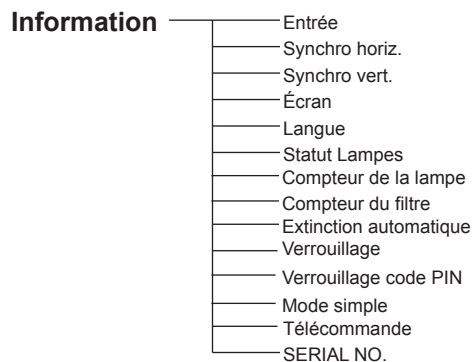 Information
Entrée
Synchro horiz.
Synchro vert.
Écran
Langue
Statut Lampes
Compteur de la lampe
Compteur du filtre
Extinction automatique
Verrouillage
Verrouillage code PIN
Mode simple
Télécommande
SERIAL NO.